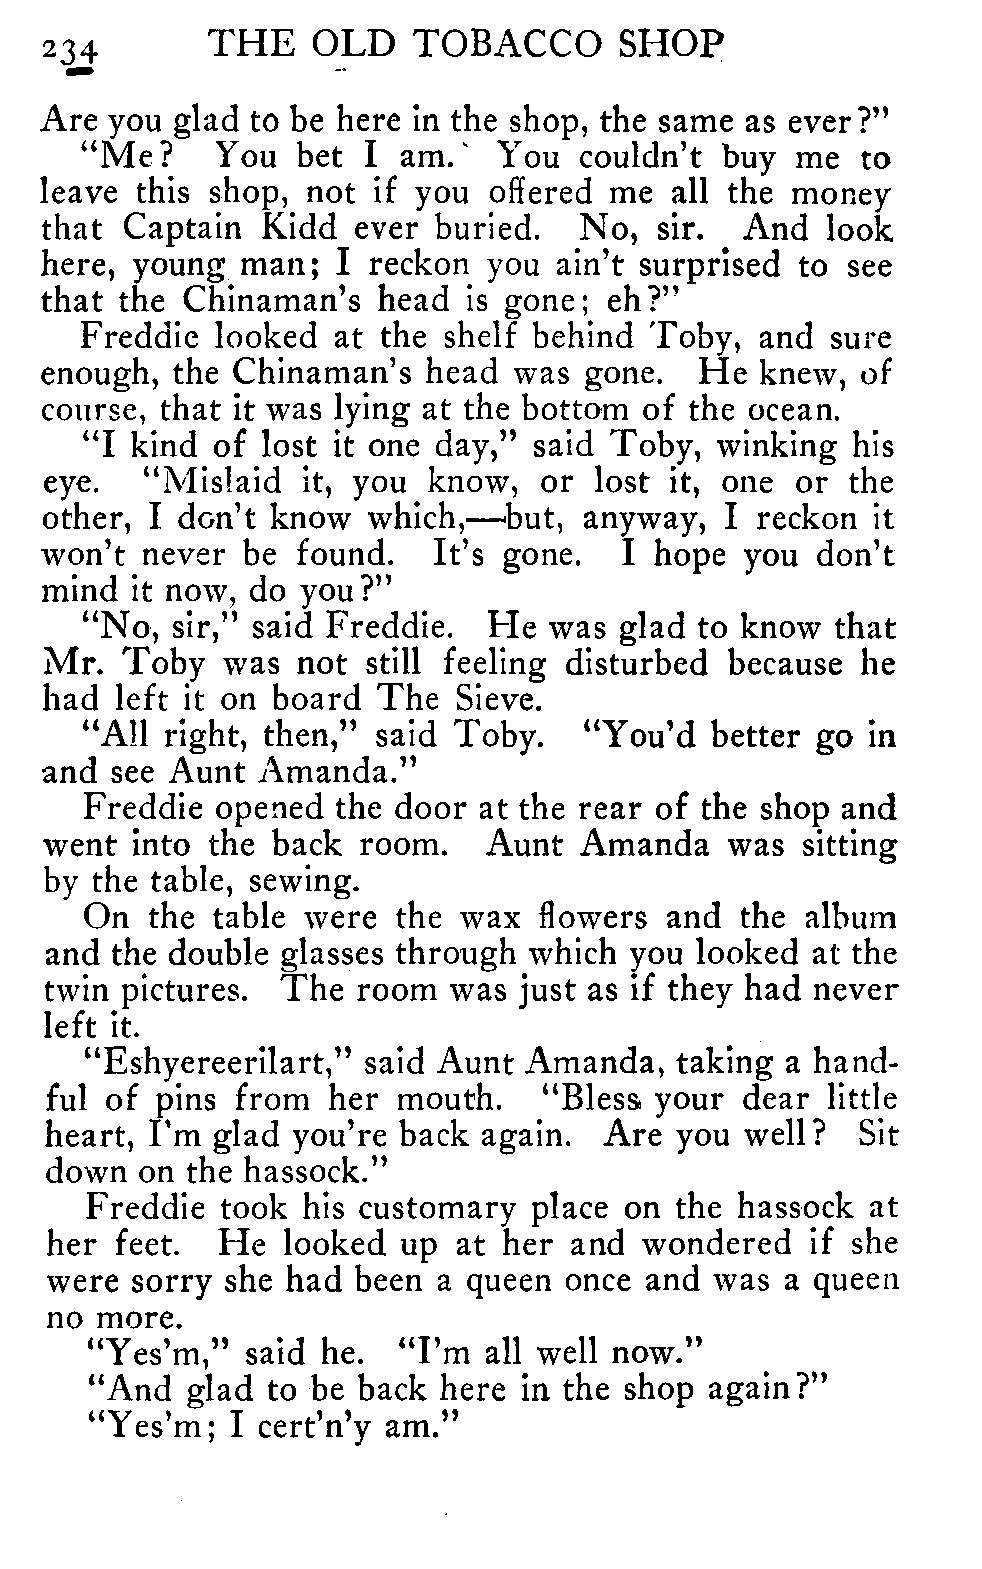 234 THE OLD TOBACCO SHOP
Are you glad to be here in the shop, the same as ever?"
"Me? You bet I am. You couldn't buy me to
leave this shop, not if you offered me all the money
that Captain Kidd ever buried. No, sir. And look
here, young man; I reckon you ain't surprised to see
that the Chinaman's head is gone; eh?"
Freddie looked at the shelf behind Toby, and sure
enough, the Chinaman's head was gone. He knew, of
course, that it was lying at the bottom of the ocean.
"I kind of lost it one day," said Toby, winking his
eye. "Mislaid it, you know, or lost it, one or the
other, I don't know which,—but, anyway, I reckon it
won't never be found. It's gone. I hope you don't
mind it now, do you?"
"No, sir," said Freddie. He was glad to know that
Mr. Toby was not still feeling disturbed because he
had left it on board The Sieve.
"All right, then," said Toby. "You'd better go in
and see Aunt Amanda."
Freddie opened the door at the rear of the shop and
went into the back room. Aunt Amanda was sitting
by the table, sewing.
On the table were the wax flowers and the album
and the double glasses through which you looked at the
twin pictures. The room was just as if they had never
left it.
"Eshyereerilart," said Aunt Amanda, taking a hand-
ful of pins from her mouth. "Bless your dear little
heart, I'm glad you're back again. Are you well? Sit
down on the hassock."
Freddie took his customary place on the hassock at
her feet. He looked up at her and wondered if she
were sorry she had been a queen once and was a queen
no more.
"Yes'm," said he. "I'm all well now."
"And glad to be back here in the shop again?"
"Yes'm; I cert'n'y am."